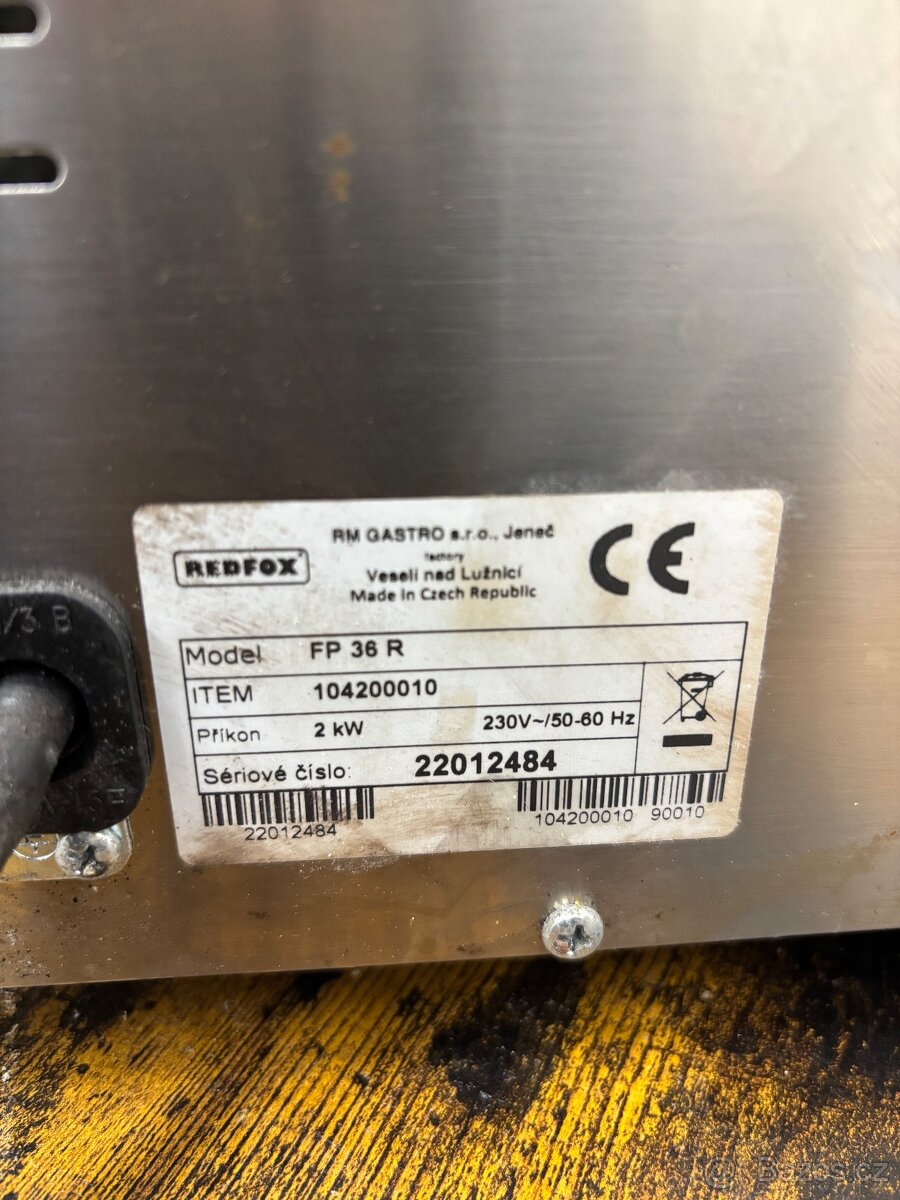 RM GASTRO s.r.o., Jeneč
factory
REDFOX
Veselí nad Lužnicí
Made in Czech Republic
CE
Model FP 36 R
ITEM 104200010
Příkon 2 kW 230V~/50-60 Hz
Sériové číslo: 22012484
22012484
104200010 90010
/3 B
Bazos.cz